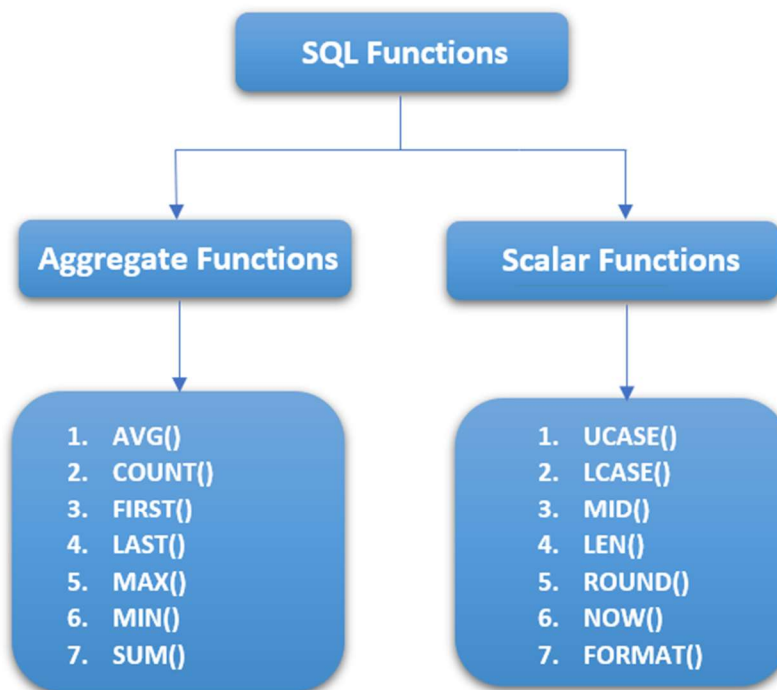 SQL Functions
Aggregate Functions
Scalar Functions
1. AVG()
2. COUNT()
3. FIRST()
4. LAST()
5. MAX()
6. MIN()
7. SUM()
1. UCASE()
2. LCASE()
3. MID()
4. LEN()
5. ROUND()
6. NOW()
7. FORMAT()